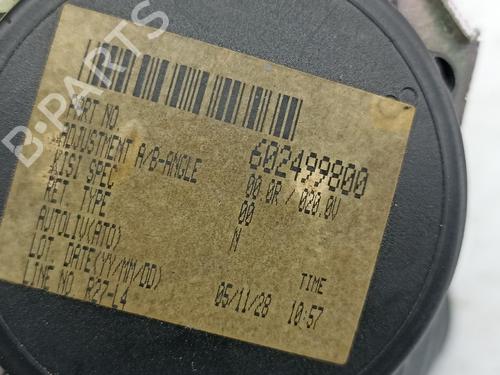 PART NO 602499800
ADJUSTMENT A/B-ANGLE 00.0R / 020.0V
KISI SPEC 00
RET. TYPE N
AUTOLIV(ATO)
LOT. DATE(YY/MM/DD) 05/11/28 TIME 10:57
LINE NO R27-L4
B-PARTS